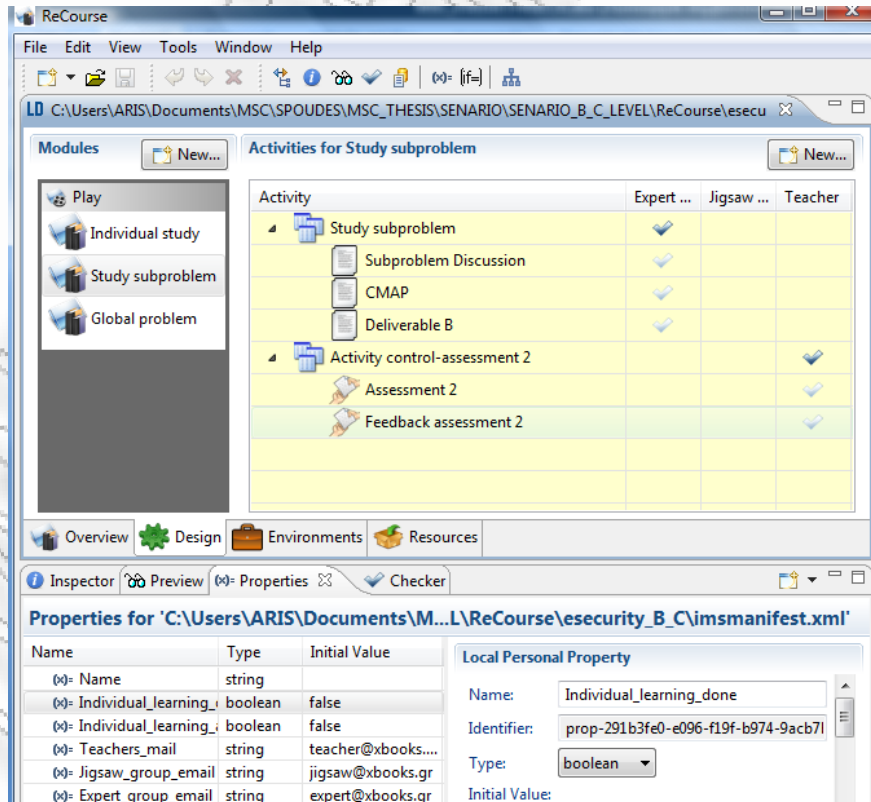 ReCourse
File Edit View Tools Window Help
(x)= [if=]
LD C:\Users\ARIS\Documents\MSC\SPOUDES\MSC_THESIS\SENARIO\SENARIO_B_C_LEVEL\ReCourse\esecu
Modules New... Activities for Study subproblem New...
Play
Individual study
Study subproblem
Global problem
Activity Expert ... Jigsaw ... Teacher
Study subproblem
Subproblem Discussion
CMAP
Deliverable B
Activity control-assessment 2
Assessment 2
Feedback assessment 2
Overview Design Environments Resources
Inspector Preview (x)= Properties Checker
Properties for 'C:\Users\ARIS\Documents\M...L\ReCourse\esecurity_B_C\imsmanifest.xml'
Name Type Initial Value
(x)= Name string
(x)= Individual_learning_ boolean false
(x)= Individual_learning_ boolean false
(x)= Teachers_mail string teacher@xbooks....
(x)= Jigsaw_group_email string jigsaw@xbooks.gr
(x)= Expert group email string expert@xbooks.gr
Local Personal Property
Name: Individual_learning_done
Identifier: prop-291b3fe0-e096-f19f-b974-9acb7
Type: boolean
Initial Value: